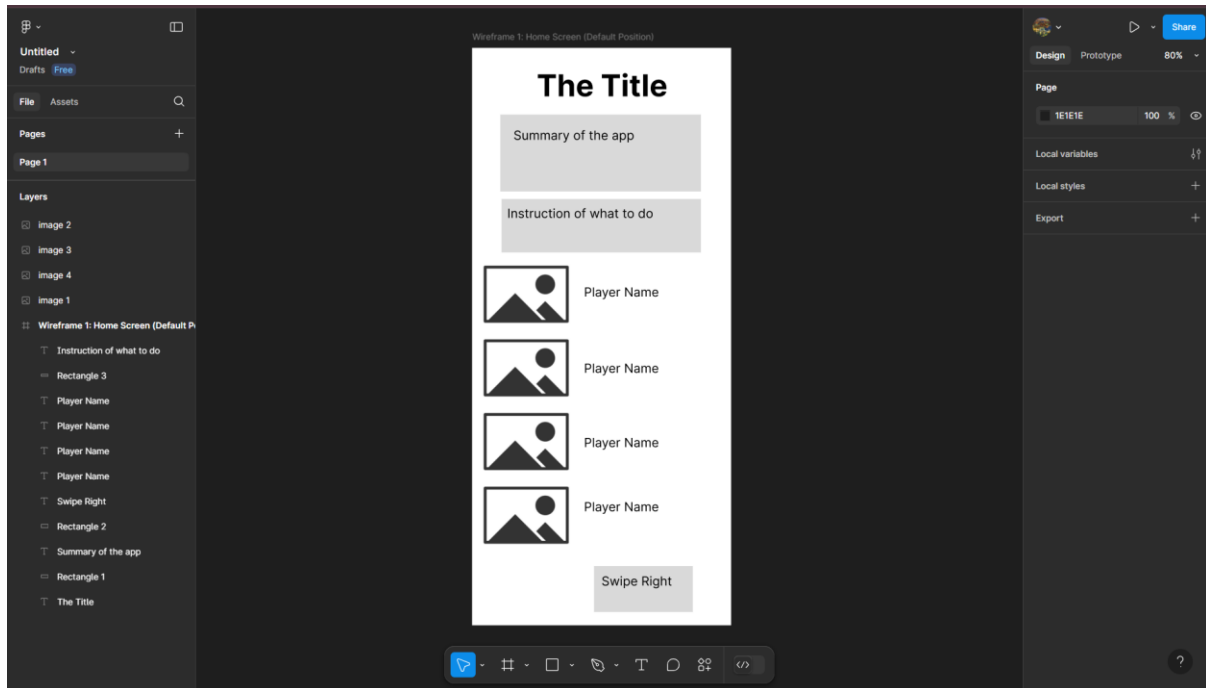 Untitled
Drafts Free
File Assets
Pages
Page 1
Layers
image 2
image 3
image 4
image 1
Wireframe 1: Home Screen (Default P
Instruction of what to do
Rectangle 3
Player Name
Player Name
Player Name
Player Name
Swipe Right
Rectangle 2
Summary of the app
Rectangle 1
The Title
Wireframe 1: Home Screen (Default Position)
The Title
Summary of the app
Instruction of what to do
Player Name
Player Name
Player Name
Player Name
Swipe Right
Share
Design Prototype 80%
Page
1E1E1E 100 %
Local variables
Local styles
Export
?